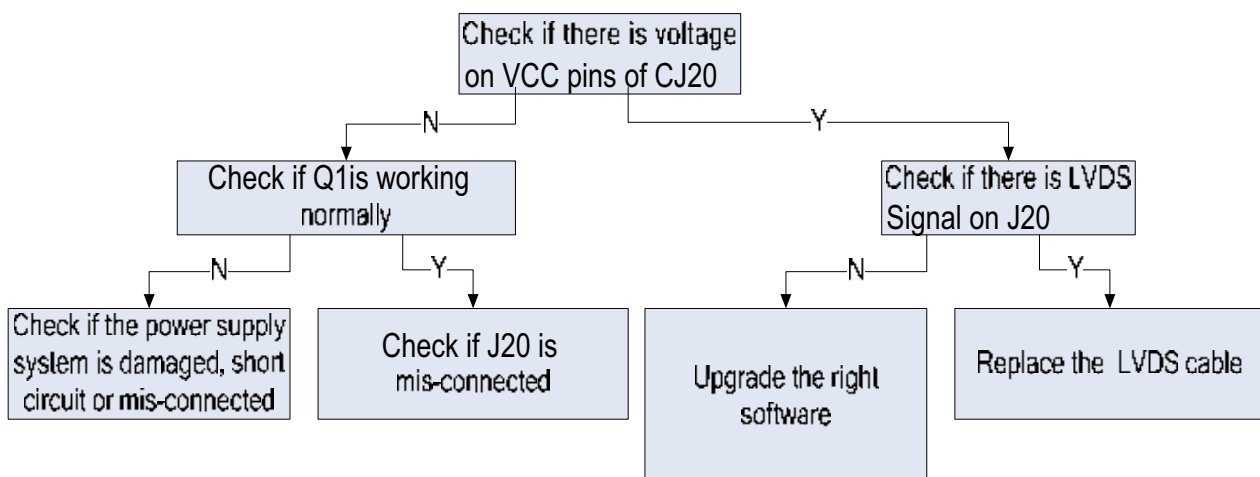 Check if there is voltage
on VCC pins of CJ20
N
Y
Check if Q1is working
normally
Check if there is LVDS
Signal on J20
N
Y
N
Y
Check if the power supply
system is damaged, short
circuit or mis-connected
Check if J20 is
mis-connected
Upgrade the right
software
Replace the LVDS cable